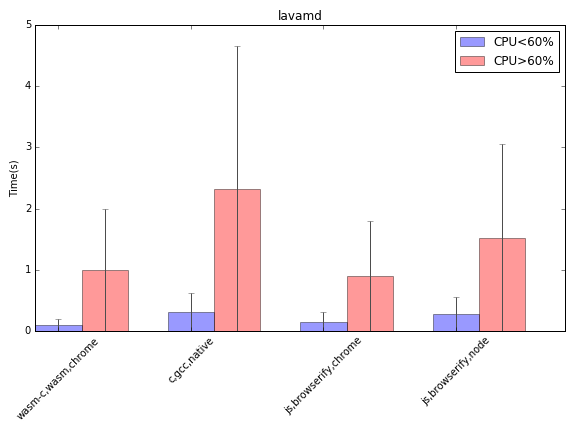 lavamd
CPU<60%
CPU>60%
Time(s)
5
4
3
2
1
0
wasm-c,wasm,chrome
c,gcc,native
js,browserify,chrome
js,browserify,node